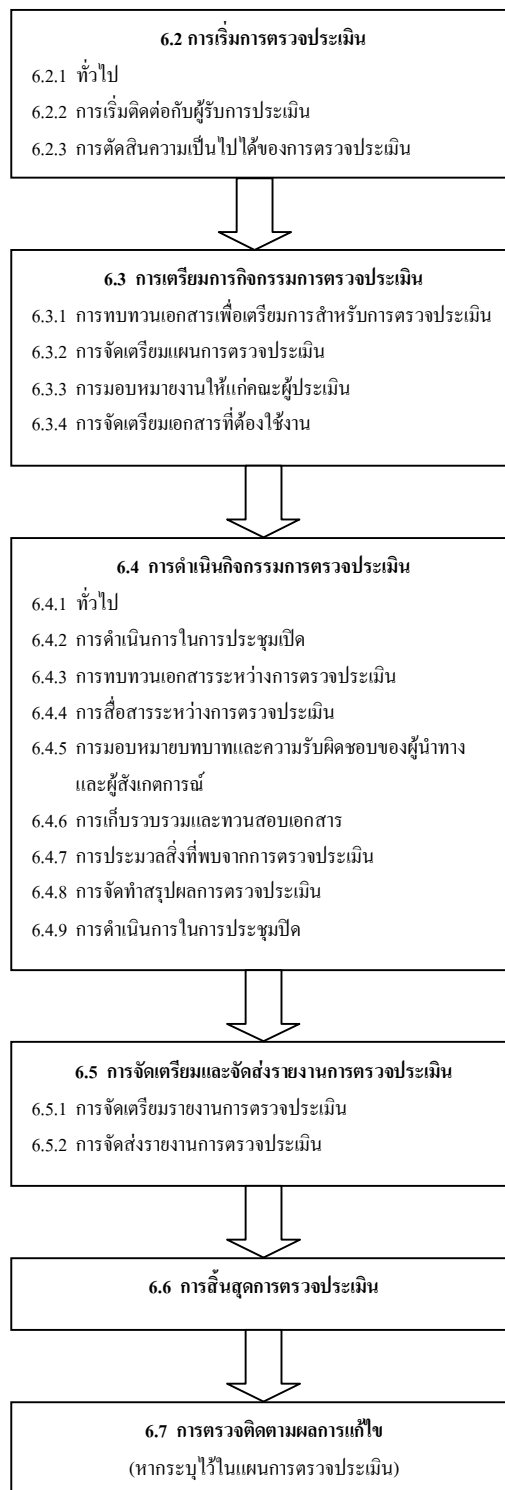 6.2 การเริ่มการตรวจประเมิน
6.2.1 ทั่วไป
6.2.2 การเริ่มติดต่อกับผู้รับการประเมิน
6.2.3 การตัดสินความเป็นไปได้ของการตรวจประเมิน
6.3 การเตรียมการกิจกรรมการตรวจประเมิน
6.3.1 การทบทวนเอกสารเพื่อเตรียมการสำหรับการตรวจประเมิน
6.3.2 การจัดเตรียมแผนการตรวจประเมิน
6.3.3 การมอบหมายงานให้แก่คณะผู้ประเมิน
6.3.4 การจัดเตรียมเอกสารที่ต้องใช้งาน
6.4 การดำเนินกิจกรรมการตรวจประเมิน
6.4.1 ทั่วไป
6.4.2 การดำเนินการในการประชุมเปิด
6.4.3 การทบทวนเอกสารระหว่างการตรวจประเมิน
6.4.4 การสื่อสารระหว่างการตรวจประเมิน
6.4.5 การมอบหมายบทบาทและความรับผิดชอบของผู้นำทาง
และผู้สังเกตการณ์
6.4.6 การเก็บรวบรวมและทวนสอบเอกสาร
6.4.7 การประมวลสิ่งที่พบจากการตรวจประเมิน
6.4.8 การจัดทำสรุปผลการตรวจประเมิน
6.4.9 การดำเนินการในการประชุมปิด
6.5 การจัดเตรียมและจัดส่งรายงานการตรวจประเมิน
6.5.1 การจัดเตรียมรายงานการตรวจประเมิน
6.5.2 การจัดส่งรายงานการตรวจประเมิน
6.6 การสิ้นสุดการตรวจประเมิน
6.7 การตรวจติดตามผลการแก้ไข
(หากระบุไว้ในแผนการตรวจประเมิน)